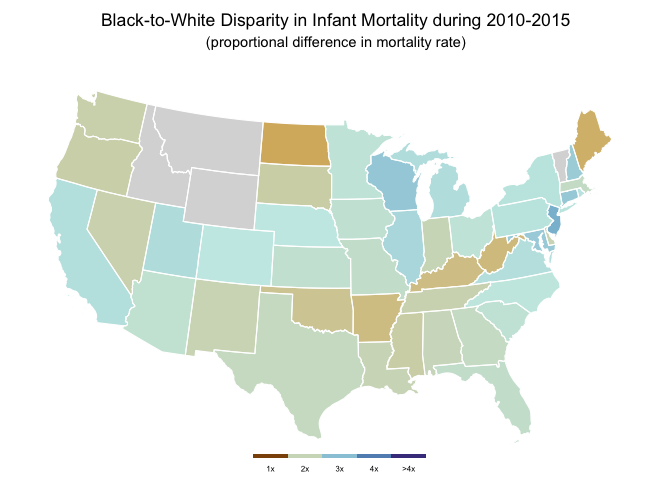 Black-to-White Disparity in Infant Mortality during 2010-2015
(proportional difference in mortality rate)
1x 2x 3x 4x >4x